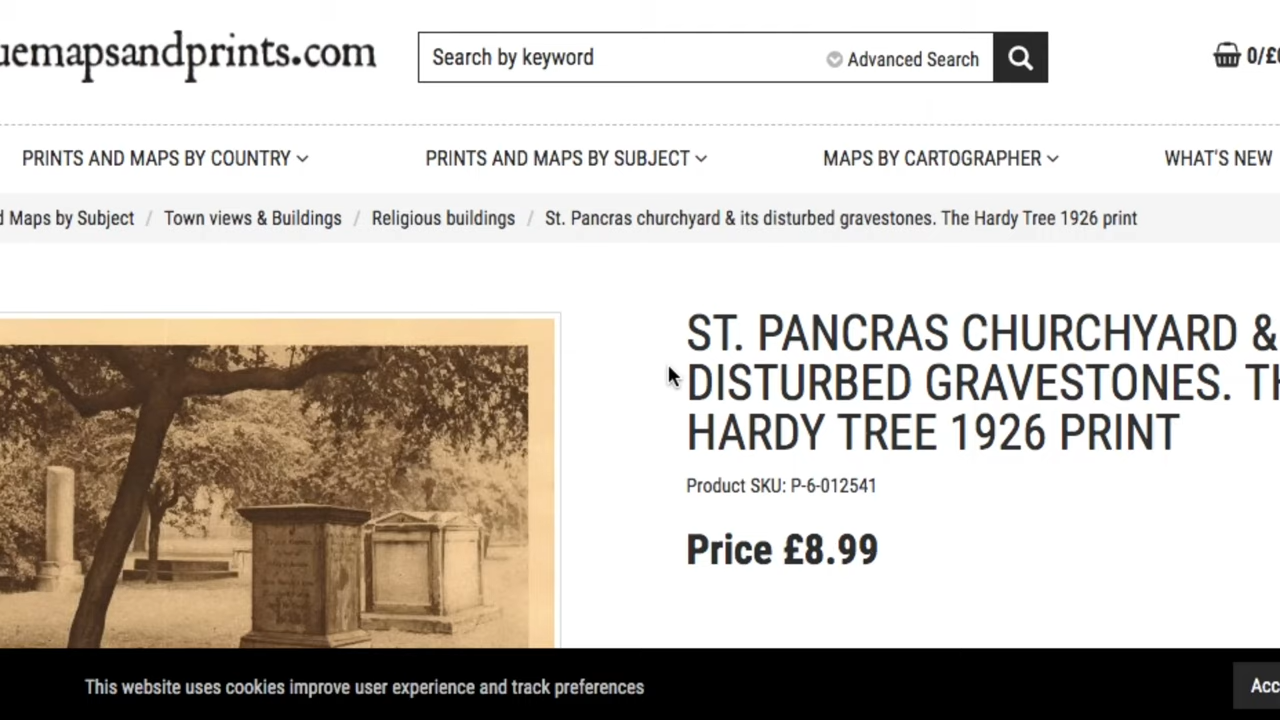 uemapsandprints.com
Search by keyword
Advanced Search
0/£
PRINTS AND MAPS BY COUNTRY
PRINTS AND MAPS BY SUBJECT
MAPS BY CARTOGRAPHER
WHAT'S NEW
d Maps by Subject / Town views & Buildings / Religious buildings / St. Pancras churchyard & its disturbed gravestones. The Hardy Tree 1926 print
ST. PANCRAS CHURCHYARD &
DISTURBED GRAVESTONES. TH
HARDY TREE 1926 PRINT
Product SKU: P-6-012541
Price £8.99
This website uses cookies improve user experience and track preferences
Acc